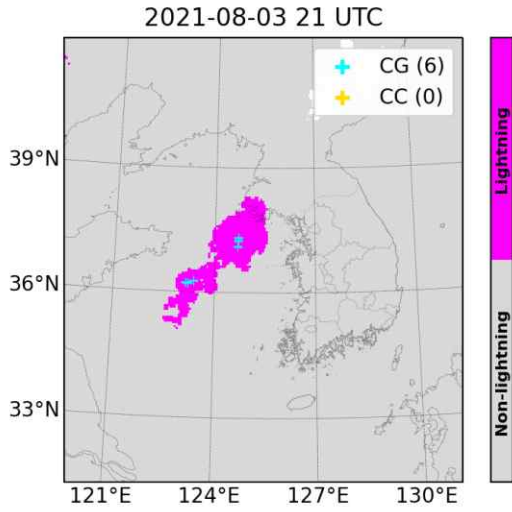 2021-08-03 21 UTC
CG (6)
CC (0)
39°N
36°N
33°N
121°E
124°E
127°E
130°E
Lightning
Non-lightning